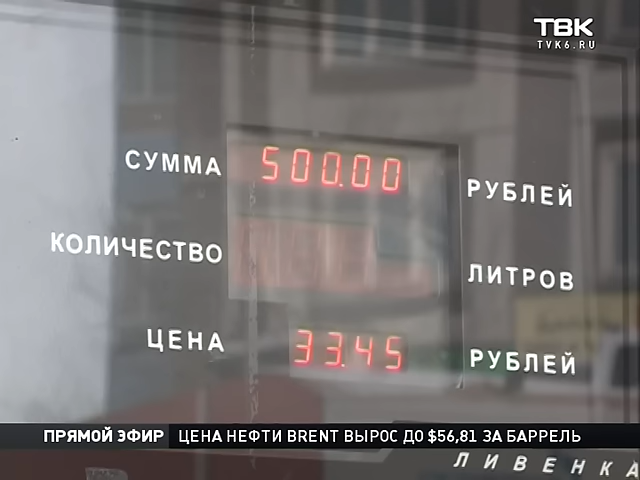 ТВК
TVK6.RU
СУММА 500.00 РУБЛЕЙ
КОЛИЧЕСТВО ЛИТРОВ
ЦЕНА 33.45 РУБЛЕЙ
ПРЯМОЙ ЭФИР ЦЕНА НЕФТИ BRENT ВЫРОС ДО $56,81 ЗА БАРРЕЛЬ
ЛИВЕНКА